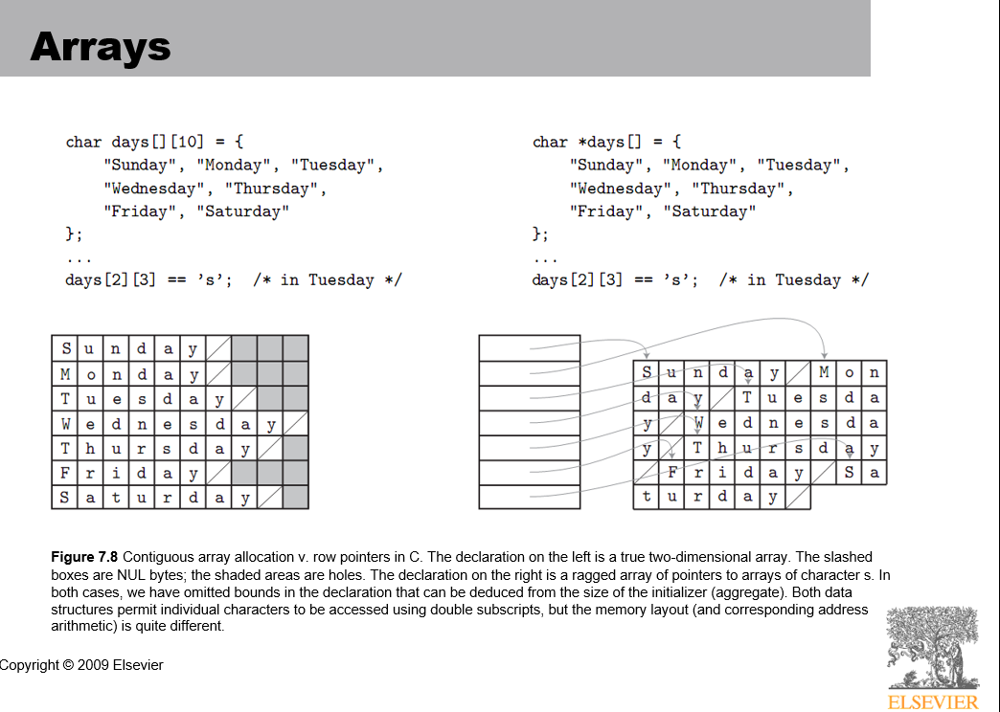 Arrays
char days[][10] = {
"Sunday", "Monday", "Tuesday",
"Wednesday", "Thursday",
"Friday", "Saturday"
};
...
days[2][3] == ’s’; /* in Tuesday */
char *days[] = {
"Sunday", "Monday", "Tuesday",
"Wednesday", "Thursday",
"Friday", "Saturday"
};
...
days[2][3] == ’s’; /* in Tuesday */
S u n d a y
M o n d a y
T u e s d a y
W e d n e s d a y
T h u r s d a y
F r i d a y
S a t u r d a y
S u n d a y M o n
d a y T u e s d a
y W e d n e s d a
y T h u r s d a y
F r i d a y S a
t u r d a y
Figure 7.8 Contiguous array allocation v. row pointers in C. The declaration on the left is a true two-dimensional array. The slashed
boxes are NUL bytes; the shaded areas are holes. The declaration on the right is a ragged array of pointers to arrays of character s. In
both cases, we have omitted bounds in the declaration that can be deduced from the size of the initializer (aggregate). Both data
structures permit individual characters to be accessed using double subscripts, but the memory layout (and corresponding address
arithmetic) is quite different.
Copyright © 2009 Elsevier
ELSEVIER